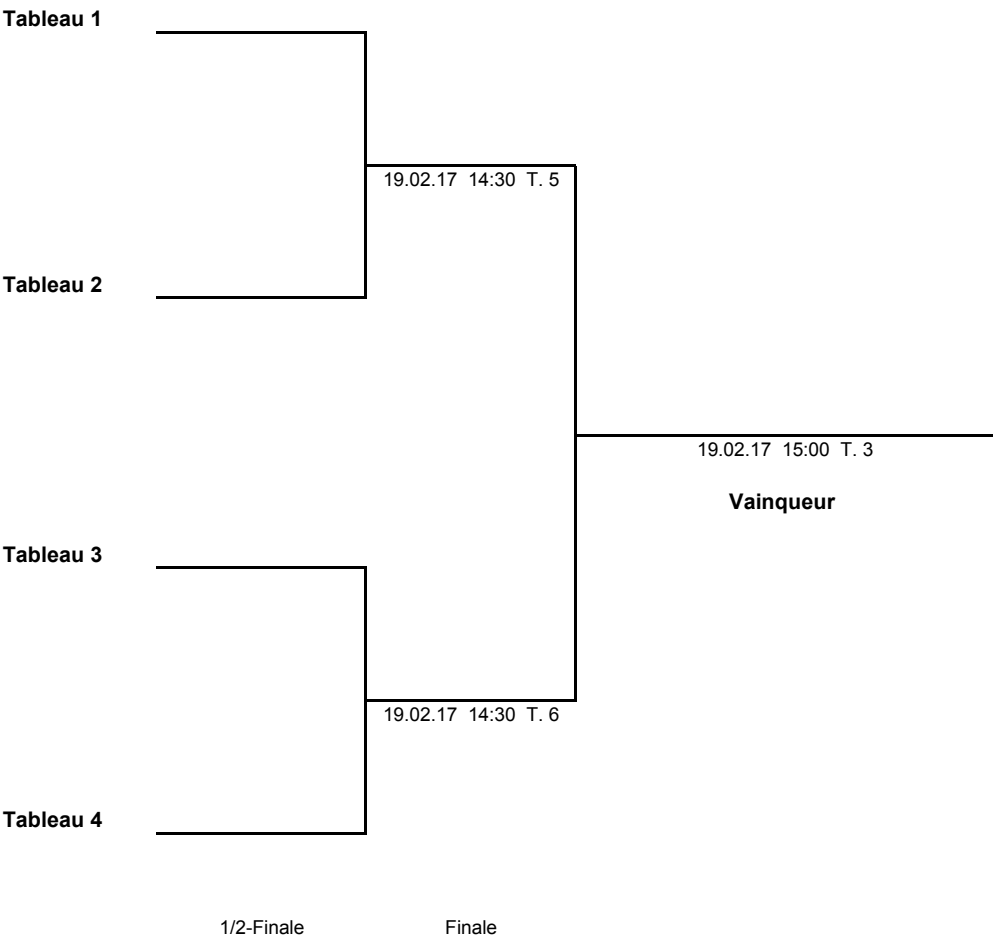 Tableau 1
19.02.17 14:30 T. 5
Tableau 2
19.02.17 15:00 T. 3
Vainqueur
Tableau 3
19.02.17 14:30 T. 6
Tableau 4
1/2-Finale Finale